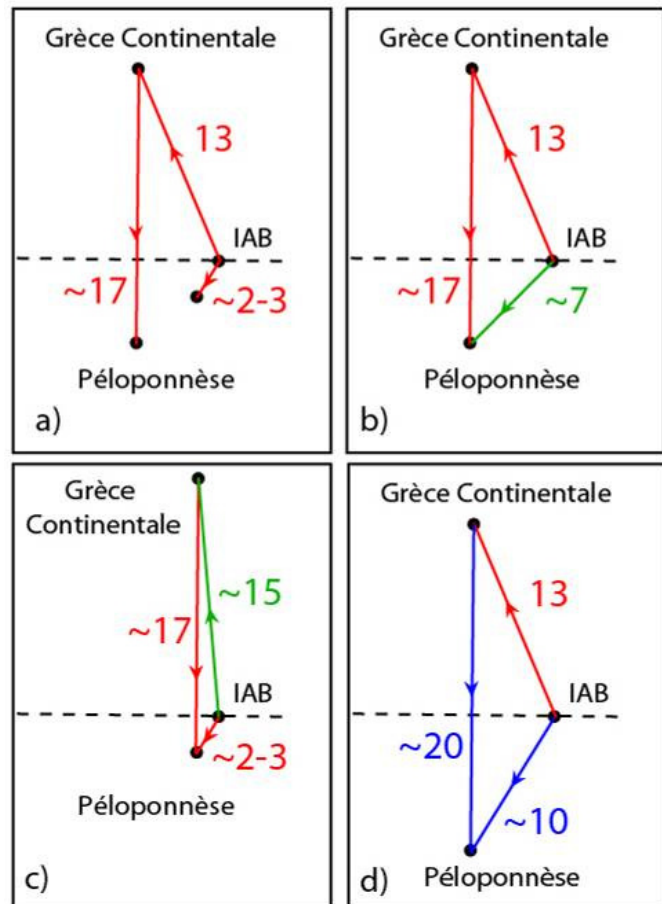 Grèce Continentale
13
IAB
~17
~2-3
Péloponnèse
a)
Grèce Continentale
13
IAB
~17
~7
Péloponnèse
b)
Grèce
Continentale
~15
~17
IAB
~2-3
Péloponnèse
c)
Grèce Continentale
13
IAB
~20
~10
Péloponnèse
d)